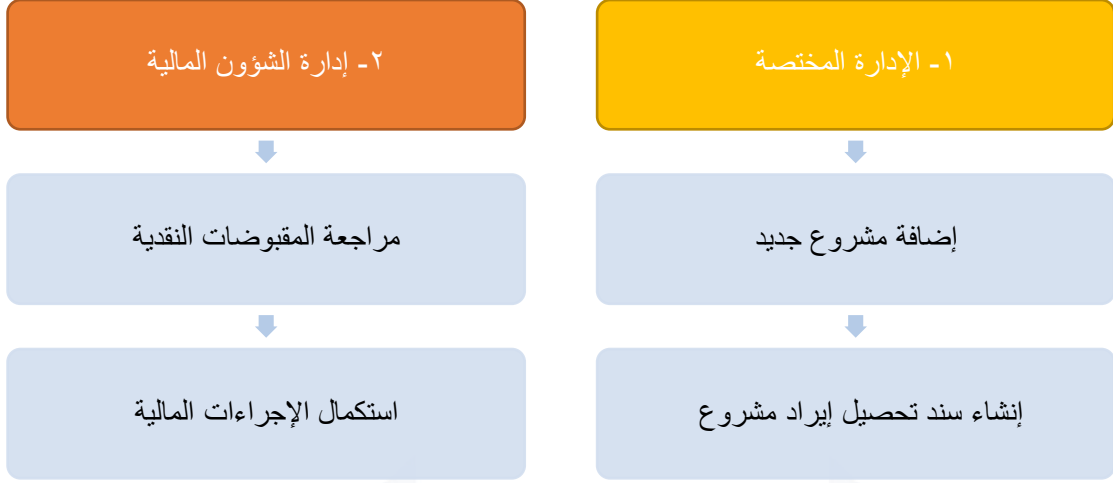 ١- الإدارة المختصة
إضافة مشروع جديد
إنشاء سند تحصيل إيراد مشروع
٢- إدارة الشؤون المالية
مراجعة المقبوضات النقدية
استكمال الإجراءات المالية